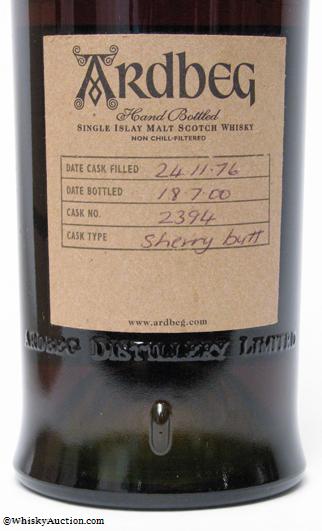 ARDBEG
Hand Bottled
SINGLE ISLAY MALT SCOTCH WHISKY
NON CHILL-FILTERED
DATE CASK FILLED 24.11.76
DATE BOTTLED 18.7.00
CASK NO. 2394
CASK TYPE Sherry butt
www.ardbeg.com
ARDBEG DISTILLERY LIMITED
©WhiskyAuction.com